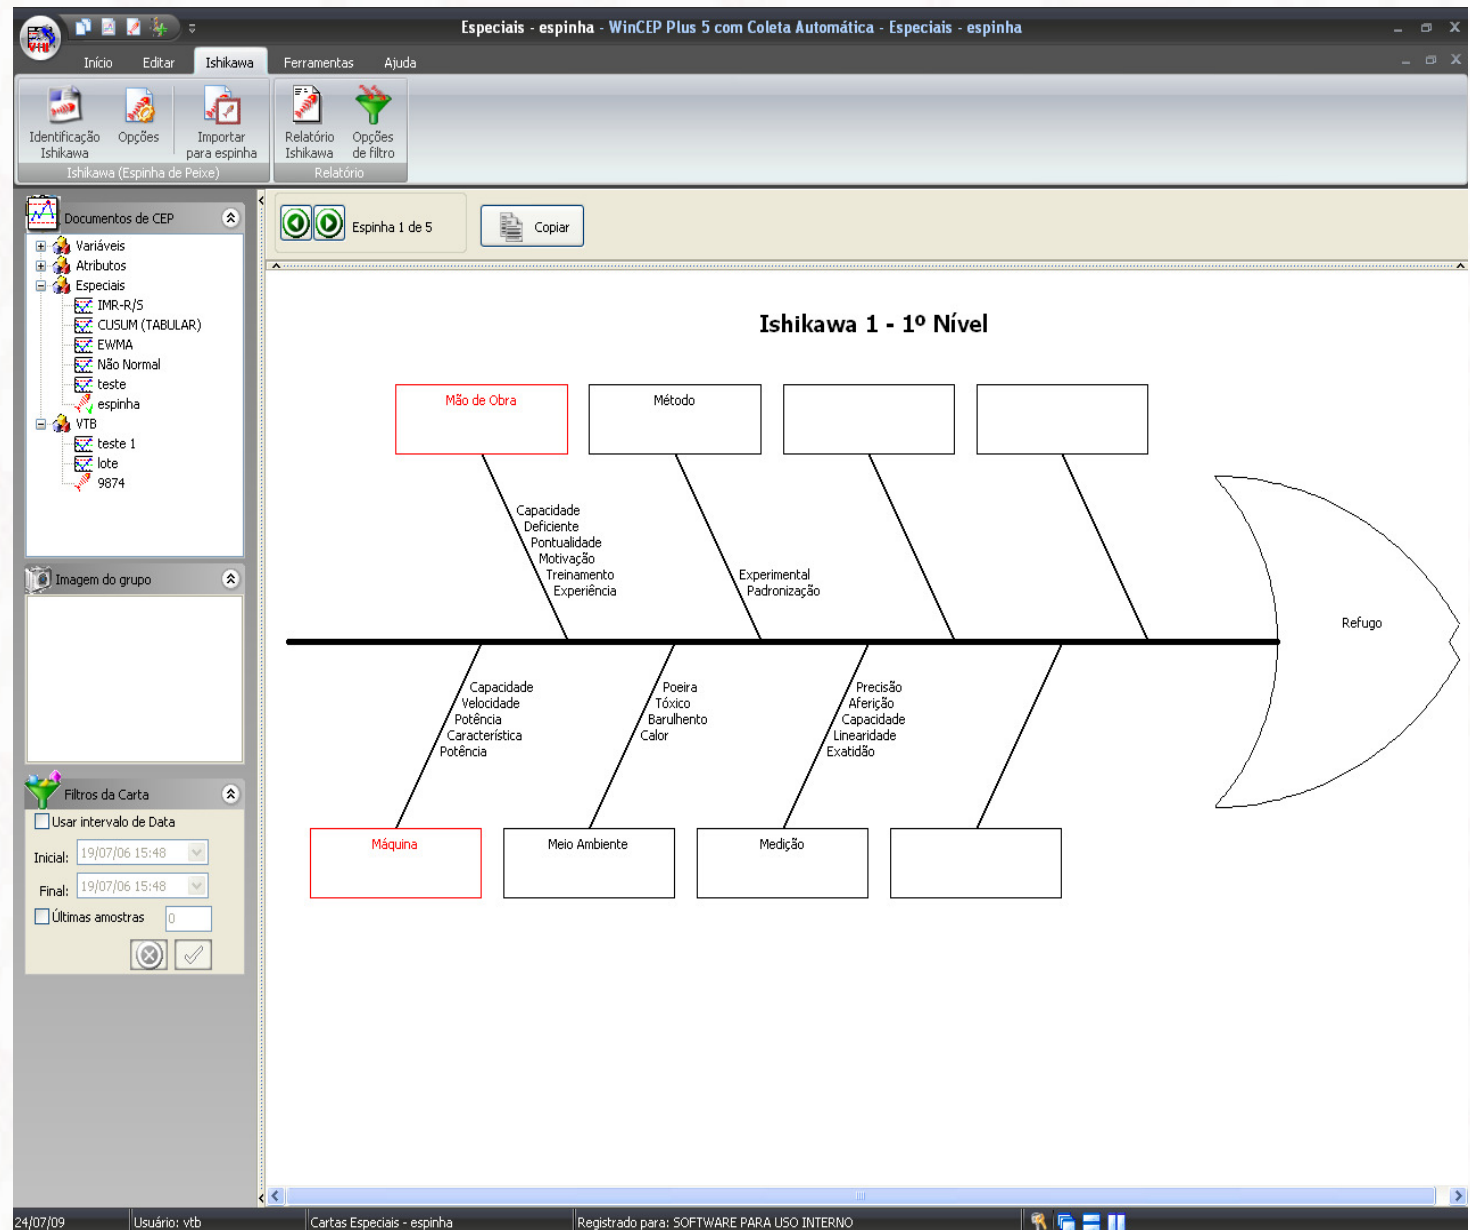 Especiais - espinha - WinCEP Plus 5 com Coleta Automática - Especiais - espinha
Início Editar Ishikawa Ferramentas Ajuda
Identificação Ishikawa
Opções
Importar para espinha
Relatório Ishikawa
Opções de filtro
Ishikawa (Espinha de Peixe)
Relatório
Documentos de CEP
Variáveis
Atributos
Especiais
IMR-R/S
CUSUM (TABULAR)
EWMA
Não Normal
teste
espinha
VTB
teste 1
lote
9874
Imagem do grupo
Filtros da Carta
Usar intervalo de Data
Inicial: 19/07/06 15:48
Final: 19/07/06 15:48
Últimas amostras 0
Espinha 1 de 5
Copiar
Ishikawa 1 - 1º Nível
Mão de Obra
Método
Capacidade
Deficiente
Pontualidade
Motivação
Treinamento
Experiência
Experimental
Padronização
Refugo
Capacidade
Velocidade
Potência
Característica
Potência
Poeira
Tóxico
Barulhento
Calor
Precisão
Aferição
Capacidade
Linearidade
Exatidão
Máquina
Meio Ambiente
Medição
24/07/09
Usuário: vtb
Cartas Especiais - espinha
Registrado para: SOFTWARE PARA USO INTERNO